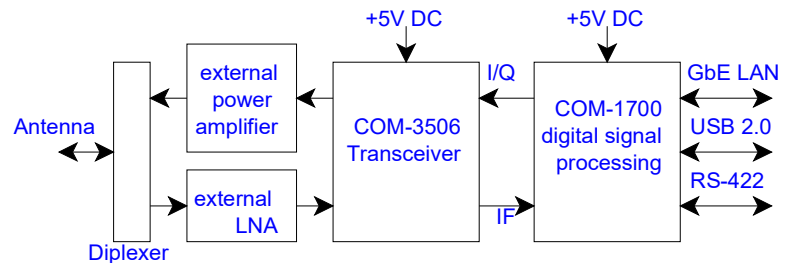 +5V DC
+5V DC
external
power
amplifier
I/Q
GbE LAN
COM-3506
Transceiver
COM-1700
digital signal
processing
Antenna
USB 2.0
RS-422
external
LNA
IF
Diplexer